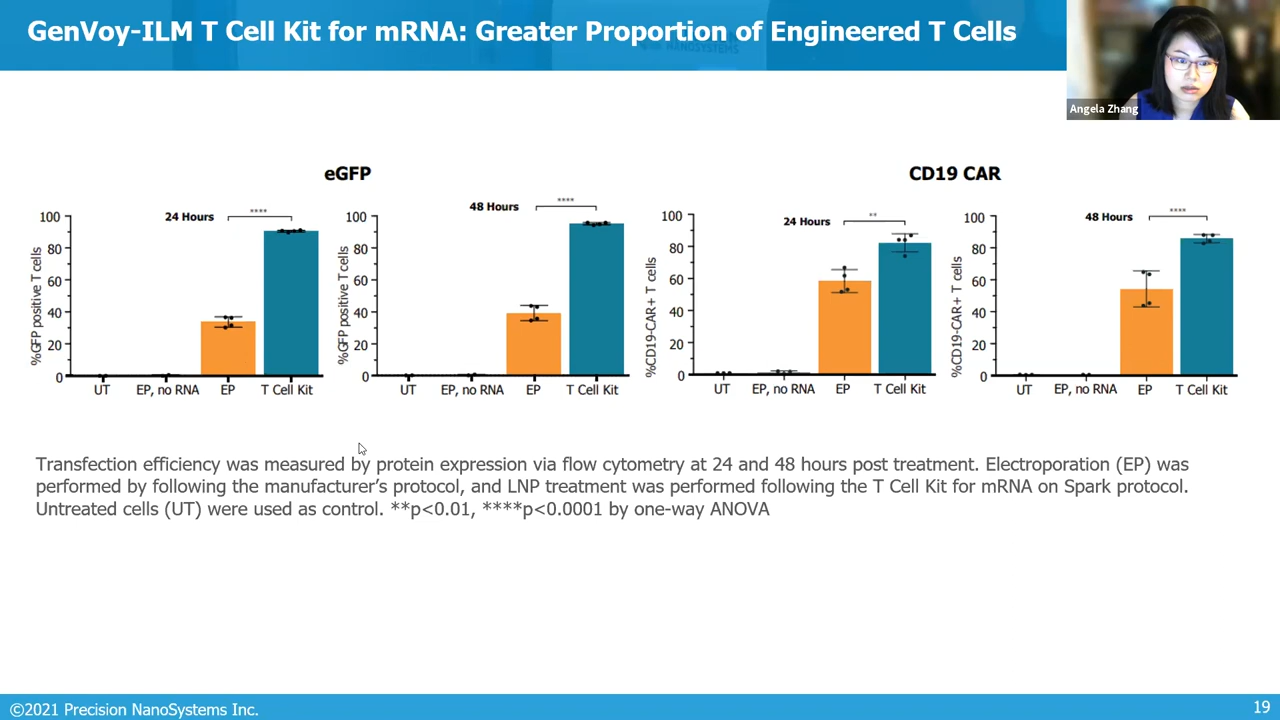 GenVoy-ILM T Cell Kit for mRNA: Greater Proportion of Engineered T Cells
NANOSYSTEMS
Angela Zhang
eGFP
CD19 CAR
24 Hours
****
%GFP positive T cells
100
80
60
40
20
0
UT
EP, no RNA
EP
T Cell Kit
48 Hours
****
%GFP positive T cells
100
80
60
40
20
0
UT
EP, no RNA
EP
T Cell Kit
24 Hours
**
%CD19-CAR+ T cells
100
80
60
40
20
0
UT
EP, no RNA
EP
T Cell Kit
48 Hours
****
%CD19-CAR+ T cells
100
80
60
40
20
0
UT
EP, no RNA
EP
T Cell Kit
Transfection efficiency was measured by protein expression via flow cytometry at 24 and 48 hours post treatment. Electroporation (EP) was
performed by following the manufacturer’s protocol, and LNP treatment was performed following the T Cell Kit for mRNA on Spark protocol.
Untreated cells (UT) were used as control. **p<0.01, ****p<0.0001 by one-way ANOVA
©2021 Precision NanoSystems Inc.
19